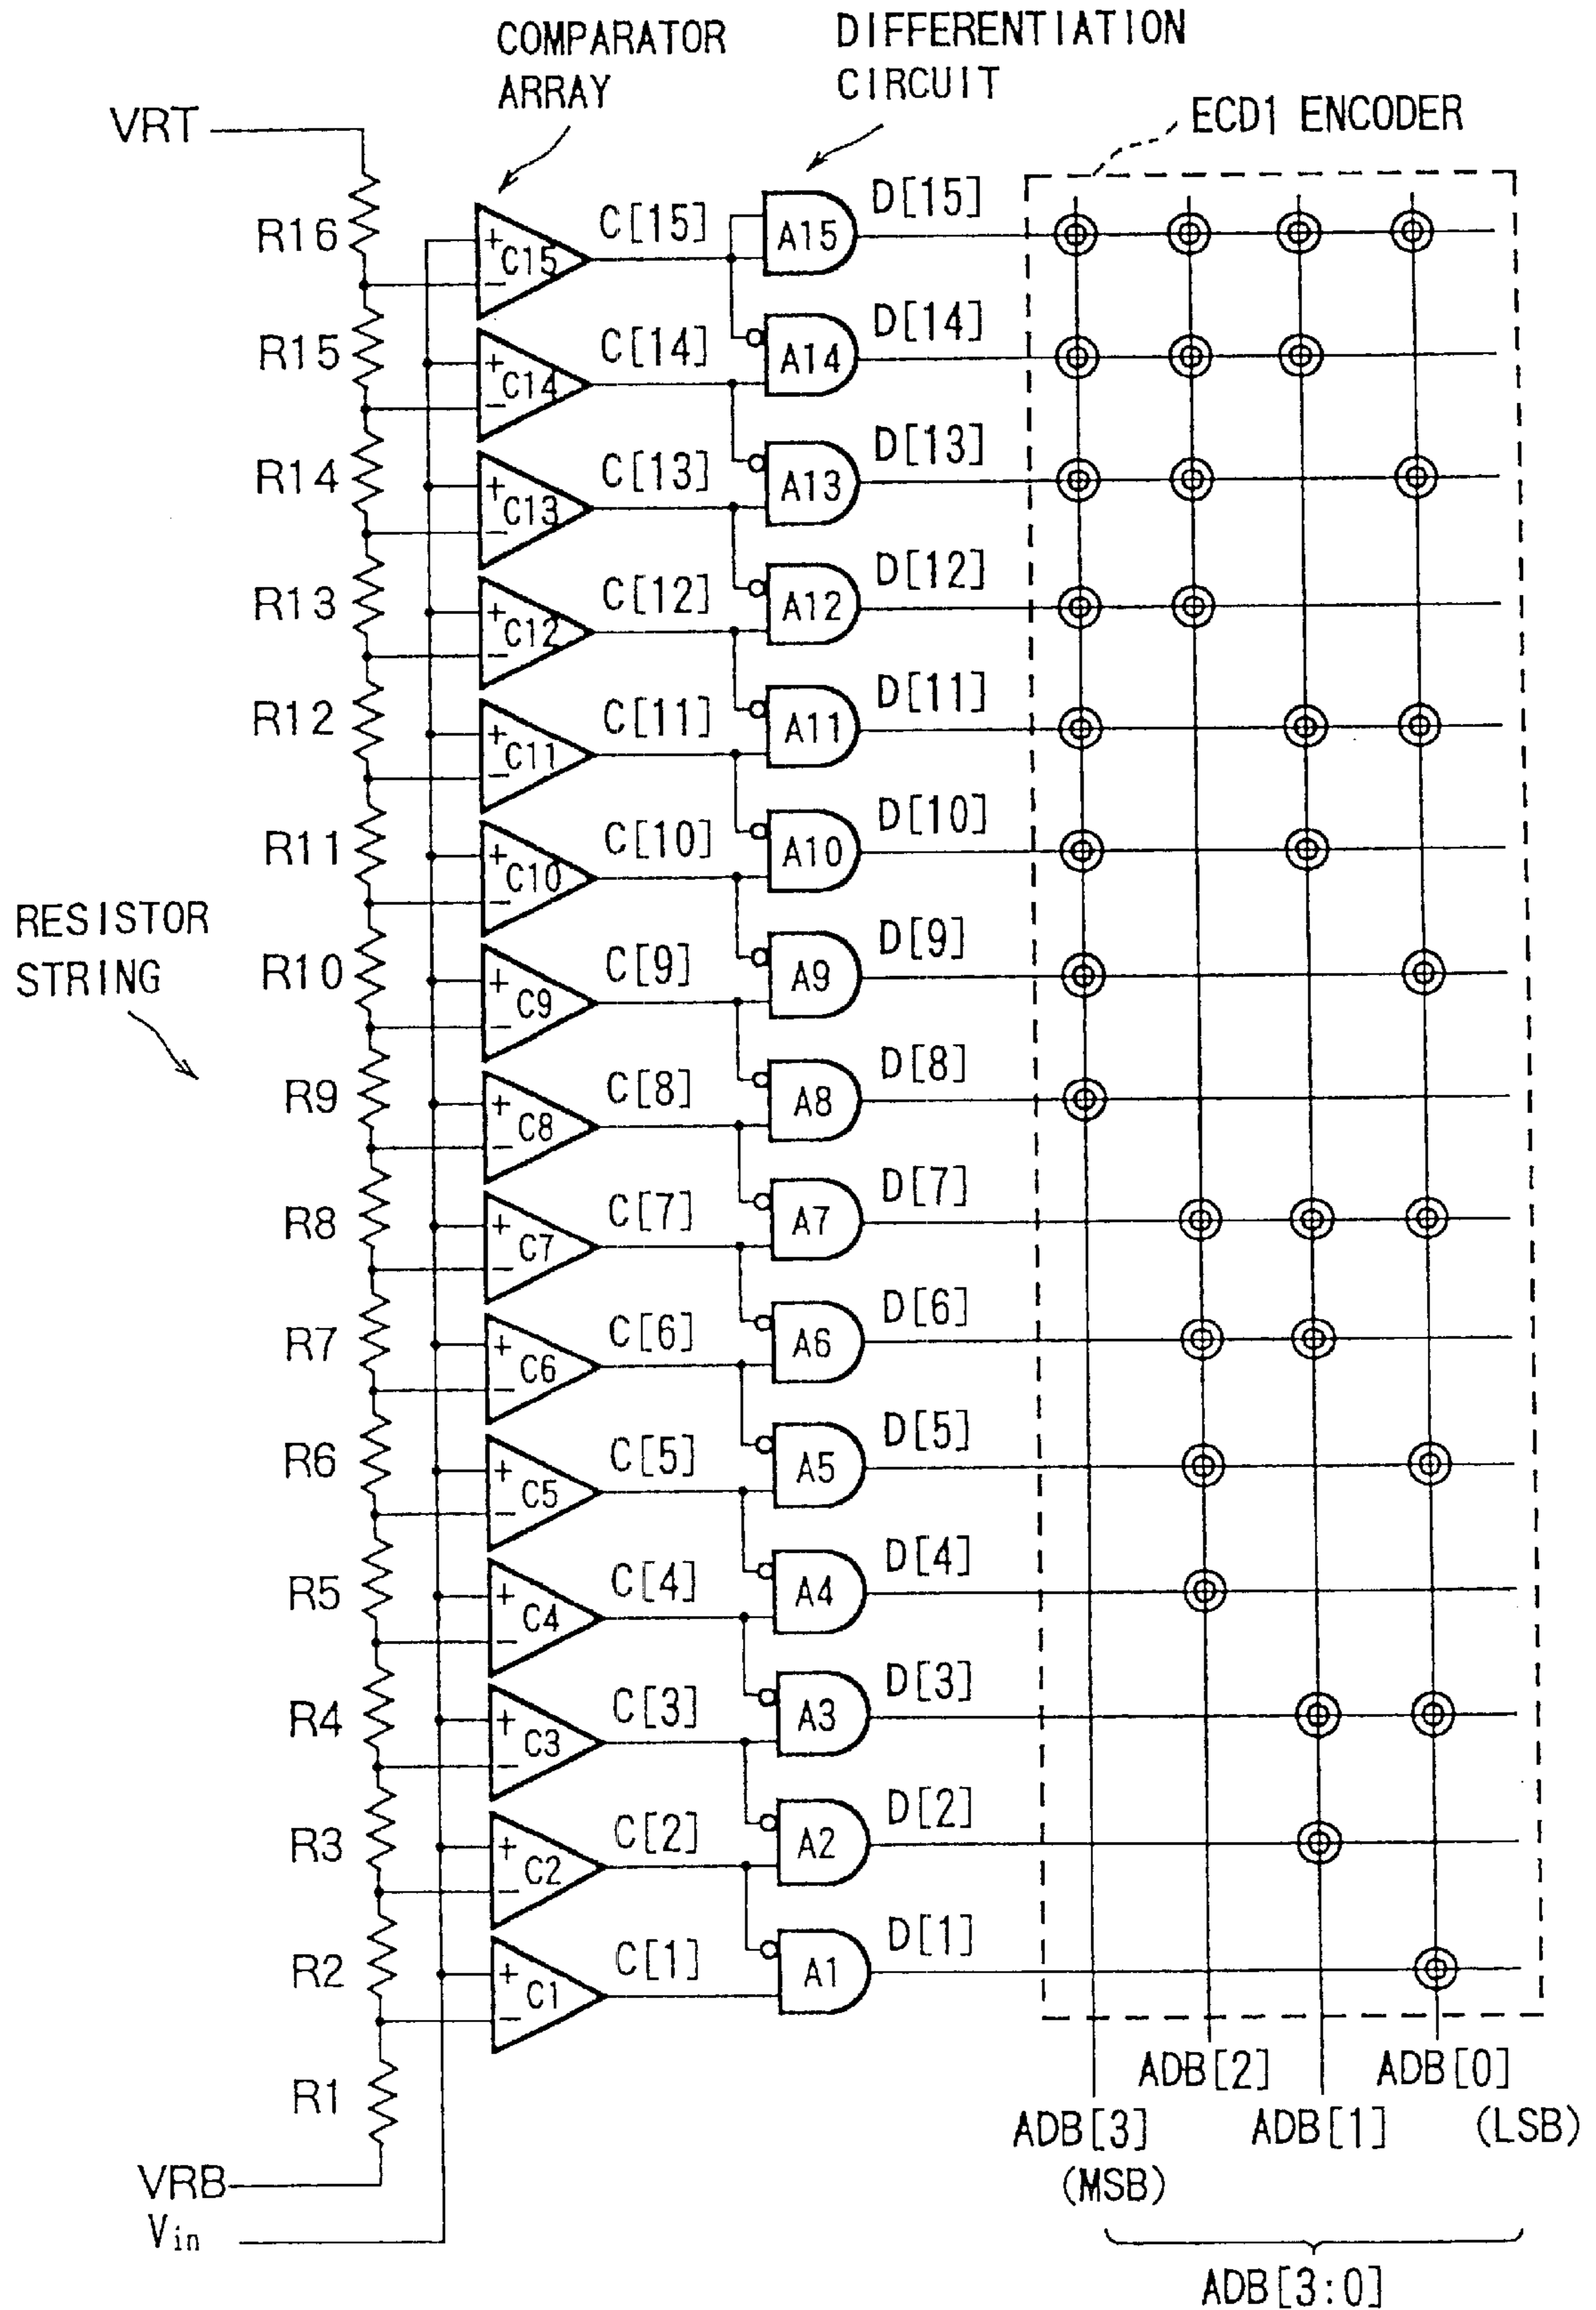 COMPARATOR
ARRAY
DIFFERENTIATION
CIRCUIT
ECD1 ENCODER
VRT
R16
+
−
C15
C[15]
A15
D[15]
R15
+
−
C14
C[14]
A14
D[14]
R14
+
−
C13
C[13]
A13
D[13]
R13
+
−
C12
C[12]
A12
D[12]
R12
+
−
C11
C[11]
A11
D[11]
R11
+
−
C10
C[10]
A10
D[10]
RESISTOR
STRING
R10
+
−
C9
C[9]
A9
D[9]
R9
+
−
C8
C[8]
A8
D[8]
R8
+
−
C7
C[7]
A7
D[7]
R7
+
−
C6
C[6]
A6
D[6]
R6
+
−
C5
C[5]
A5
D[5]
R5
+
−
C4
C[4]
A4
D[4]
R4
+
−
C3
C[3]
A3
D[3]
R3
+
−
C2
C[2]
A2
D[2]
R2
+
−
C1
C[1]
A1
D[1]
R1
VRB
Vin
ADB[3]
(MSB)
ADB[2]
ADB[1]
ADB[0]
(LSB)
ADB[3:0]